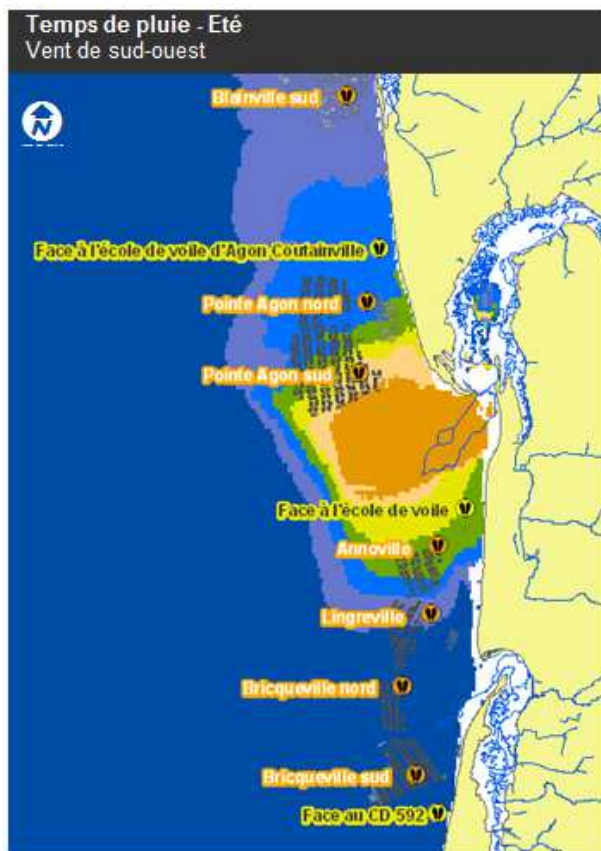 Temps de pluie - Eté
Vent de sud-ouest
Blainville sud
N
Face à l'école de voile d'Agon Coutainville
Pointe Agon nord
Pointe Agon sud
Face à l'école de voile
Annoville
Lingreville
Bricqueville nord
Bricqueville sud
Face au CD 592